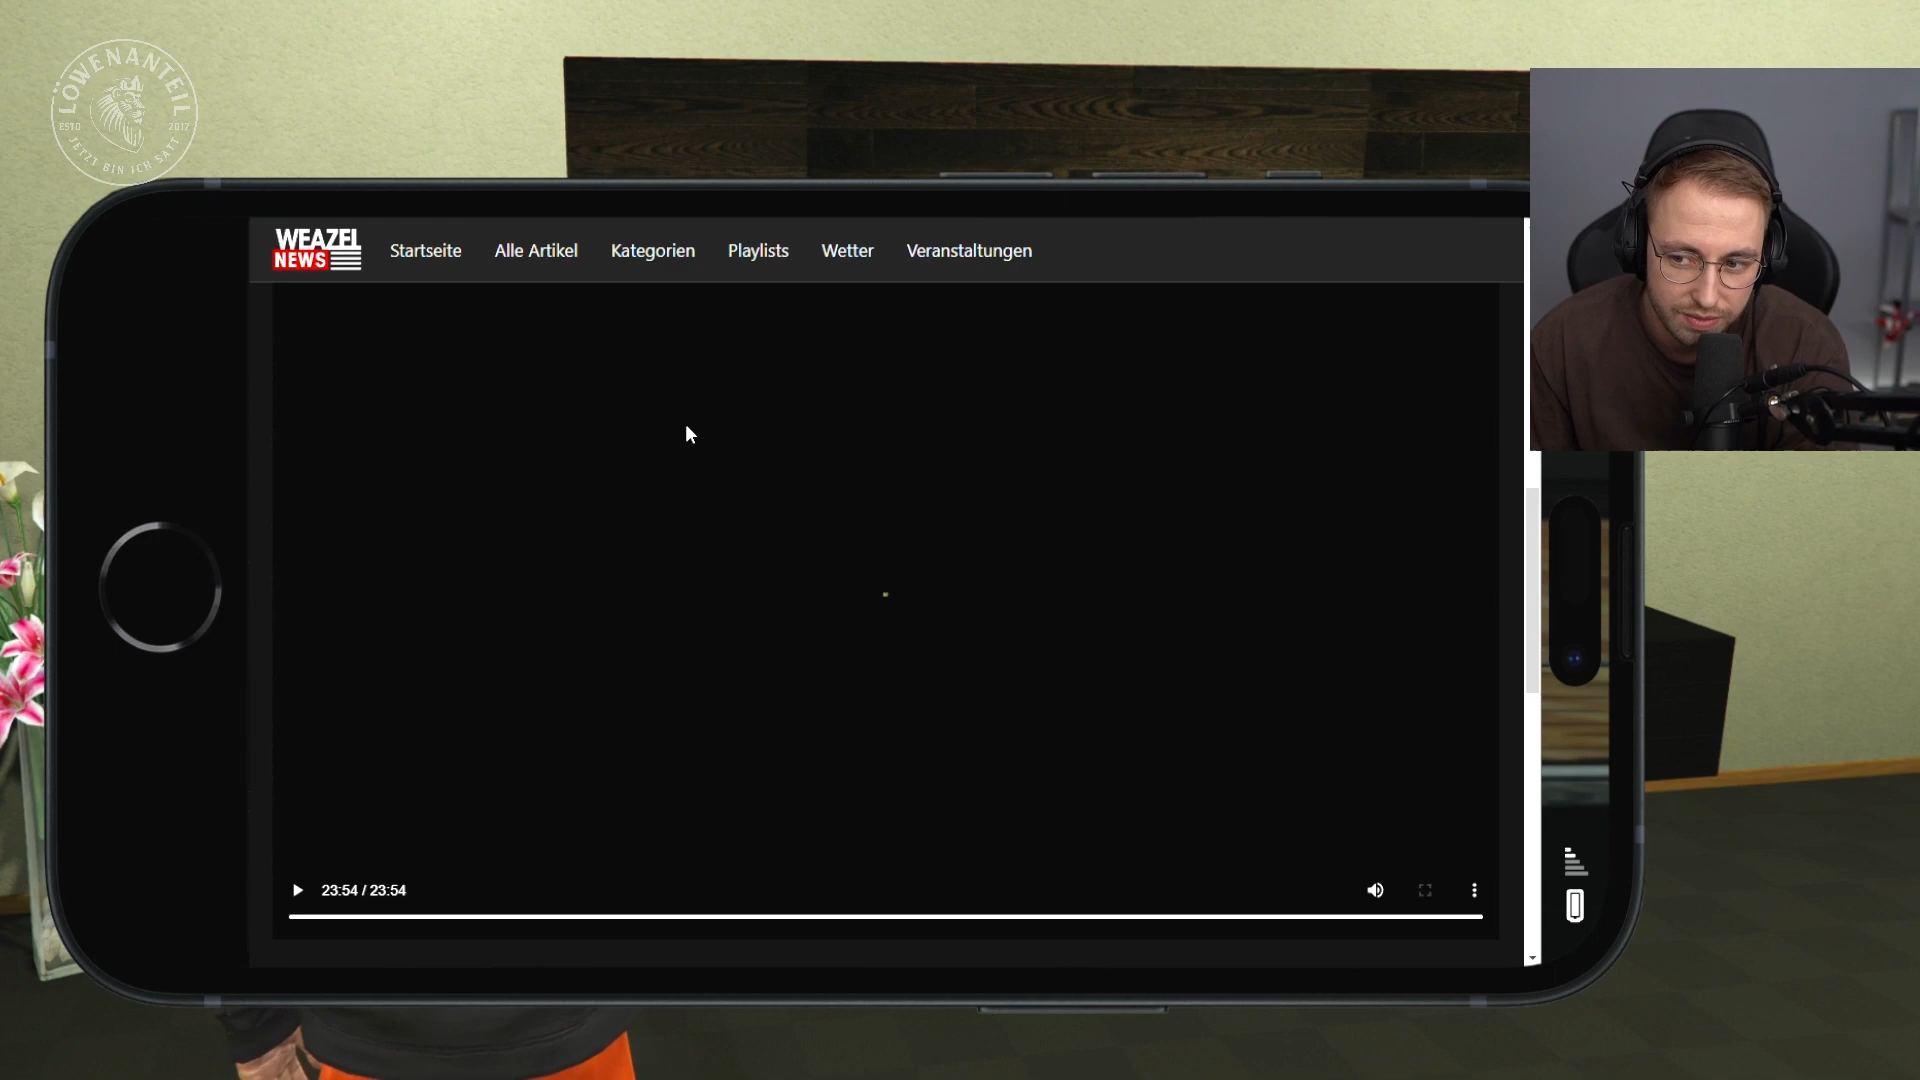 LÖWENANTEIL
ESTD 2017
JETZT BIN ICH SATT
WEAZEL
NEWS
Startseite Alle Artikel Kategorien Playlists Wetter Veranstaltungen
23:54 / 23:54